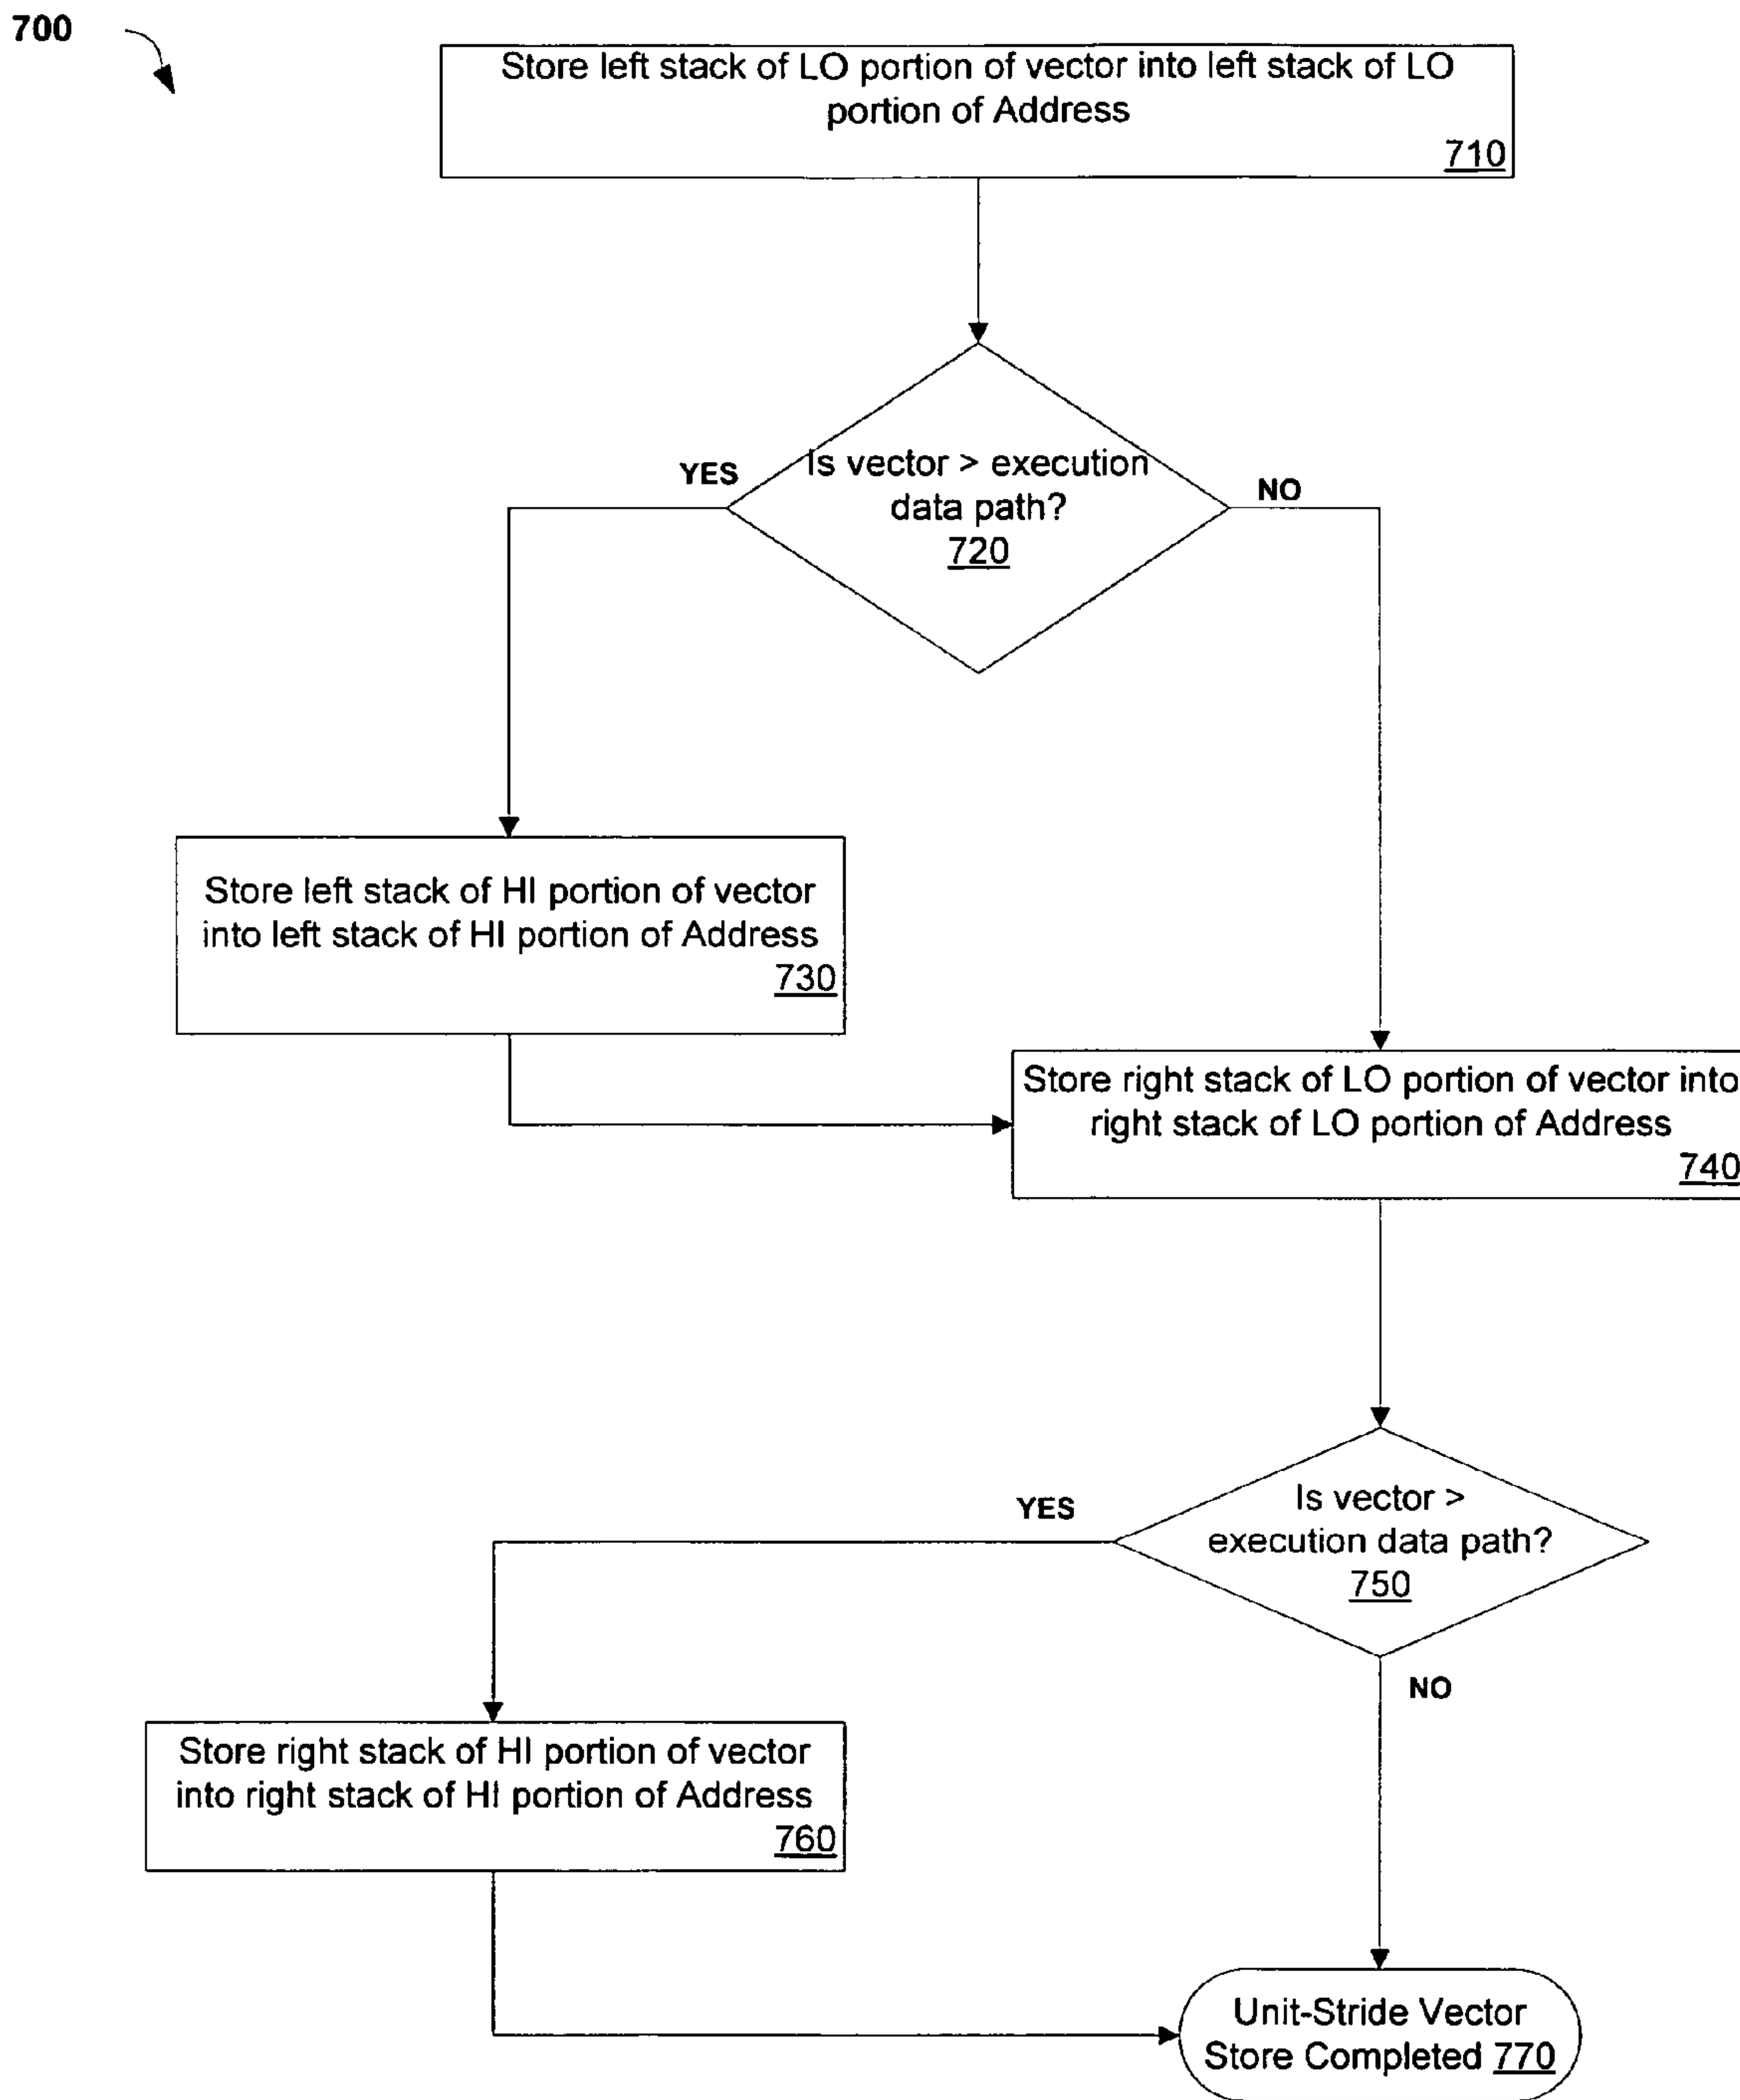 700
Store left stack of LO portion of vector into left stack of LO
portion of Address
710
Is vector > execution
data path?
720
YES
NO
Store left stack of HI portion of vector
into left stack of HI portion of Address
730
Store right stack of LO portion of vector into
right stack of LO portion of Address
740
Is vector >
execution data path?
750
YES
NO
Store right stack of HI portion of vector
into right stack of HI portion of Address
760
Unit-Stride Vector
Store Completed 770